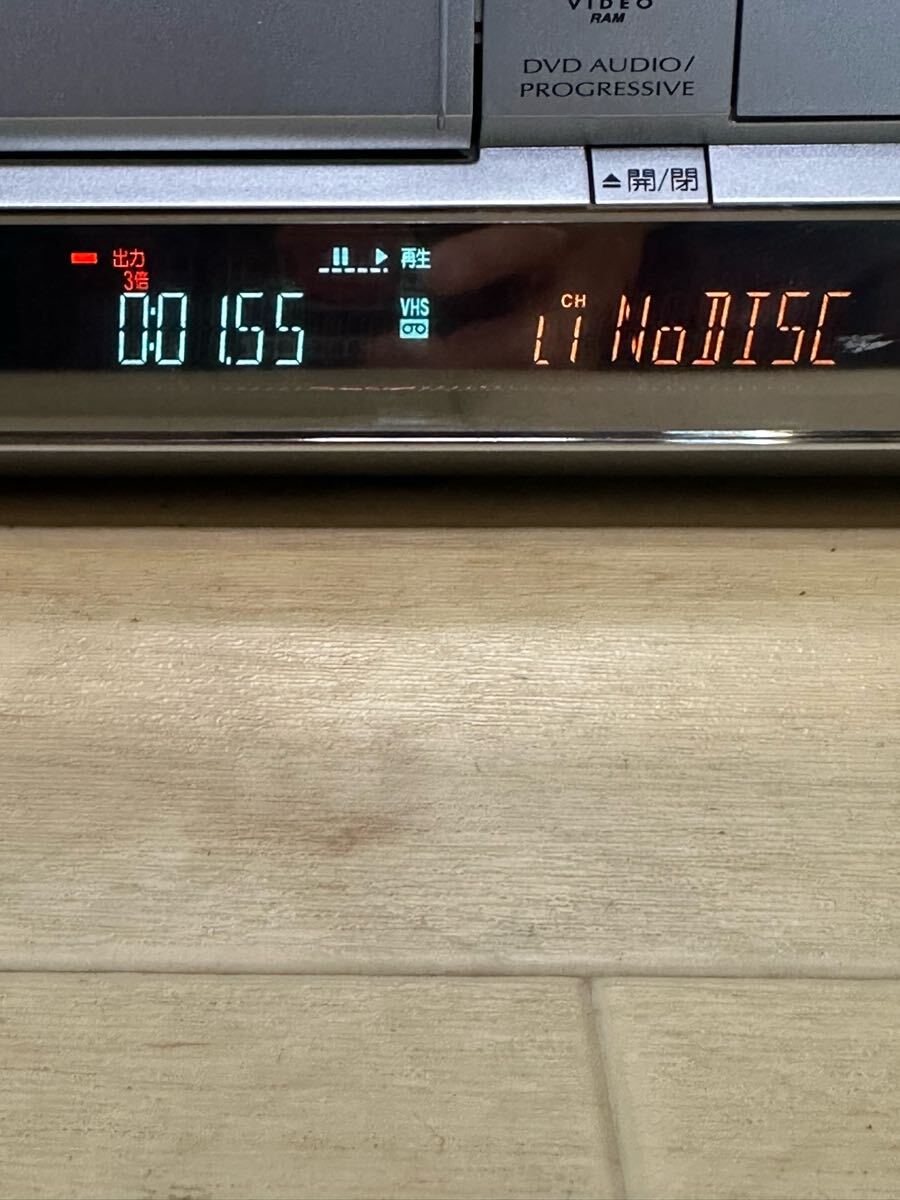 VIDEO
RAM
DVD AUDIO/
PROGRESSIVE
開/閉
出力
3倍
再生
0:01.55
VHS
CH
L1 NoDISC